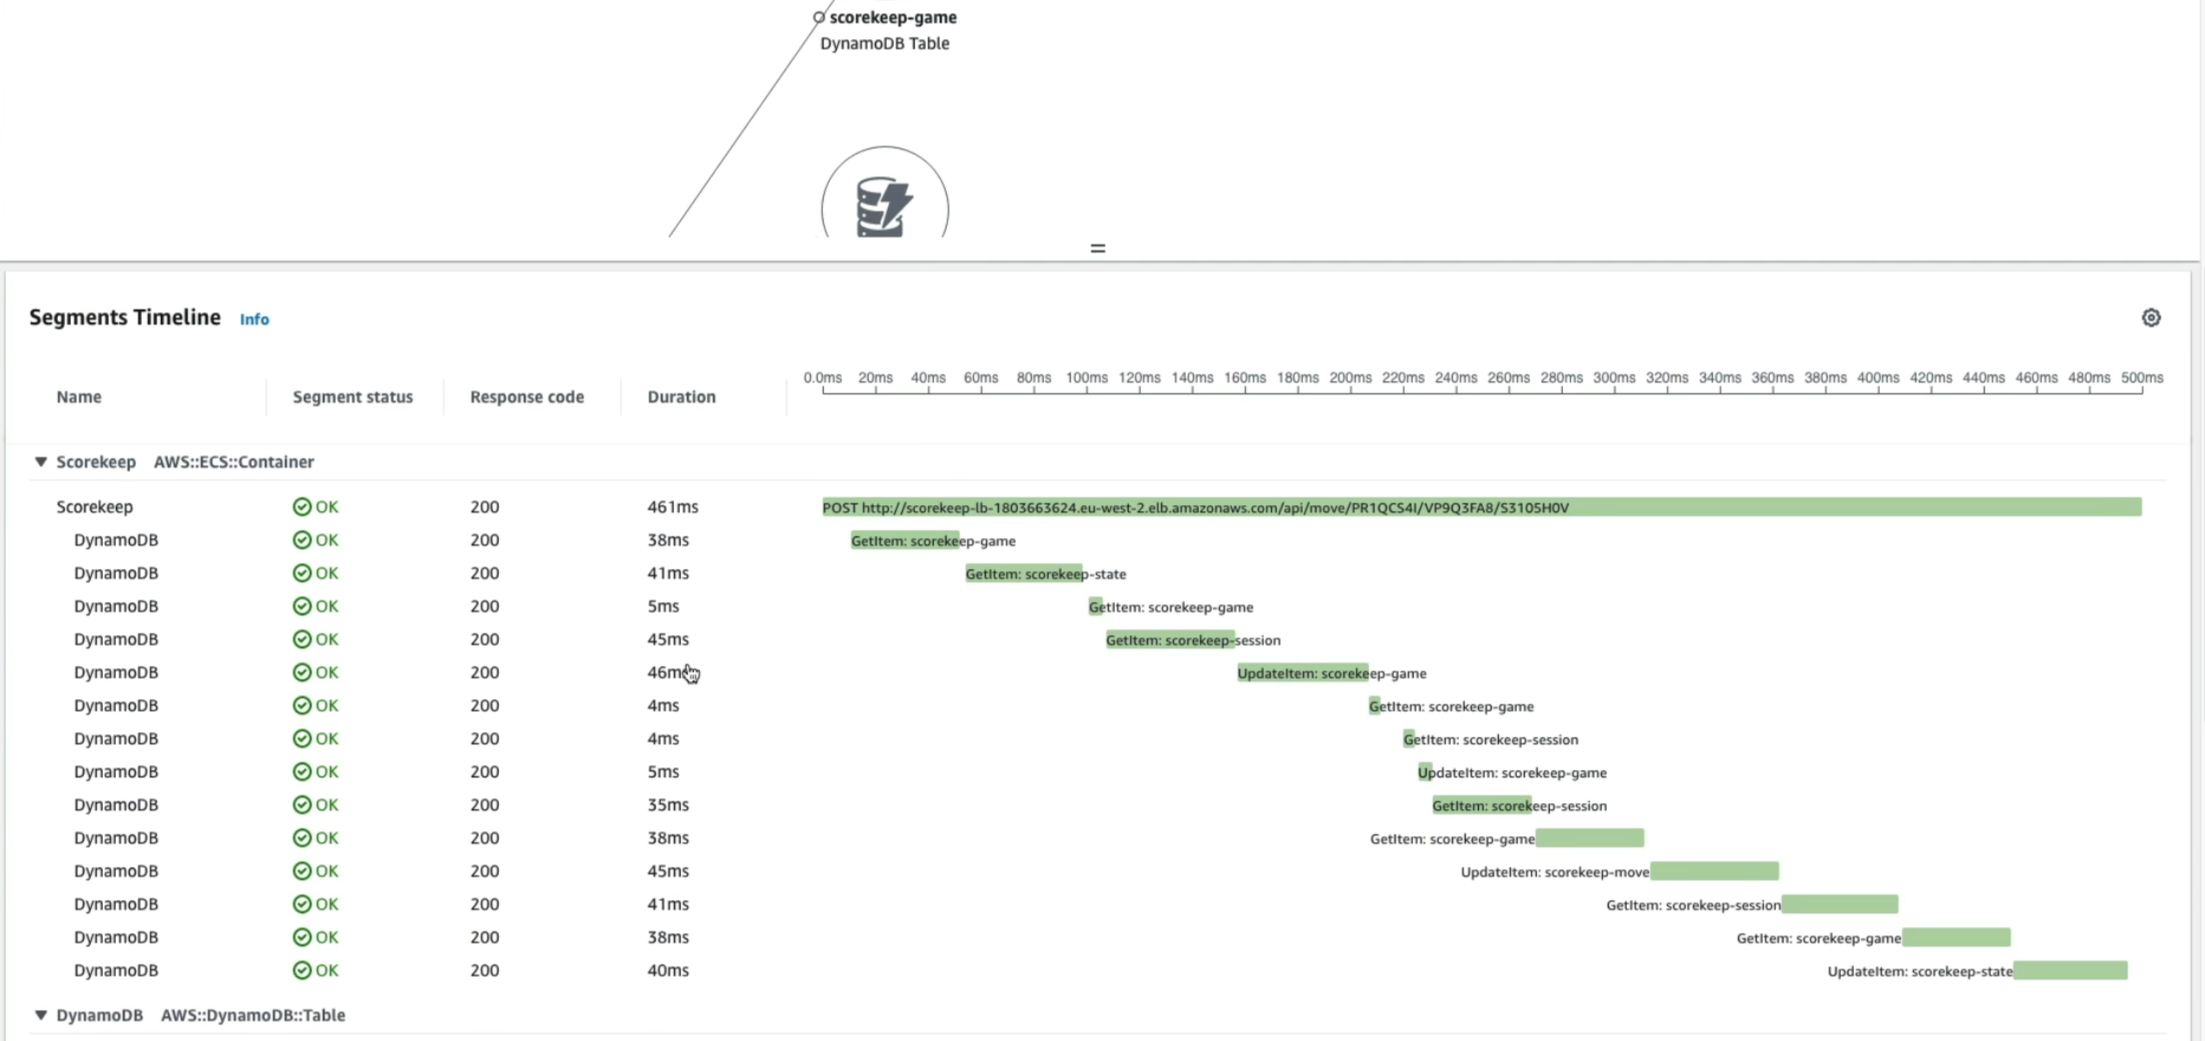 scorekeep-game
DynamoDB Table
Segments Timeline Info
Name Segment status Response code Duration 0.0ms 20ms 40ms 60ms 80ms 100ms 120ms 140ms 160ms 180ms 200ms 220ms 240ms 260ms 280ms 300ms 320ms 340ms 360ms 380ms 400ms 420ms 440ms 460ms 480ms 500ms
Scorekeep AWS::ECS::Container
Scorekeep OK 200 461ms POST http://scorekeep-lb-1803663624.eu-west-2.elb.amazonaws.com/api/move/PR1QCS4I/VP9Q3FA8/S3105H0V
DynamoDB OK 200 38ms GetItem: scorekeep-game
DynamoDB OK 200 41ms GetItem: scorekeep-state
DynamoDB OK 200 5ms GetItem: scorekeep-game
DynamoDB OK 200 45ms GetItem: scorekeep-session
DynamoDB OK 200 46ms UpdateItem: scorekeep-game
DynamoDB OK 200 4ms GetItem: scorekeep-game
DynamoDB OK 200 4ms GetItem: scorekeep-session
DynamoDB OK 200 5ms UpdateItem: scorekeep-game
DynamoDB OK 200 35ms GetItem: scorekeep-session
DynamoDB OK 200 38ms GetItem: scorekeep-game
DynamoDB OK 200 45ms UpdateItem: scorekeep-move
DynamoDB OK 200 41ms GetItem: scorekeep-session
DynamoDB OK 200 38ms GetItem: scorekeep-game
DynamoDB OK 200 40ms UpdateItem: scorekeep-state
DynamoDB AWS::DynamoDB::Table